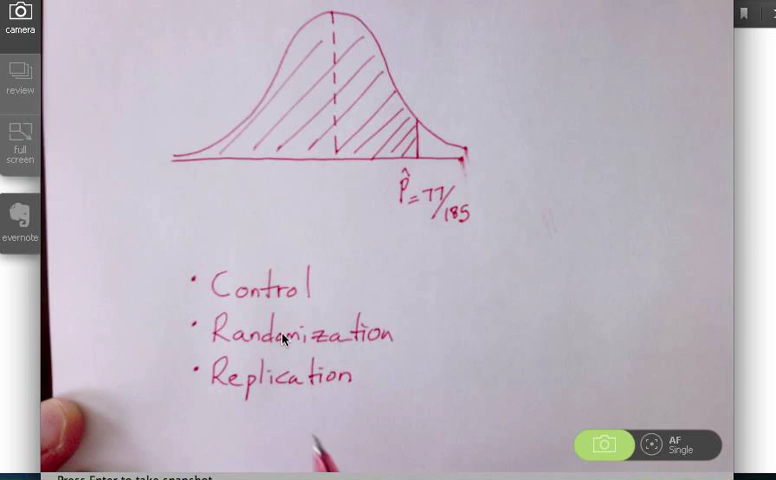 camera
review
full
screen
evernote
p̂ = 77/185
• Control
• Randomization
• Replication
AF
Single
Press Enter to take snapshot